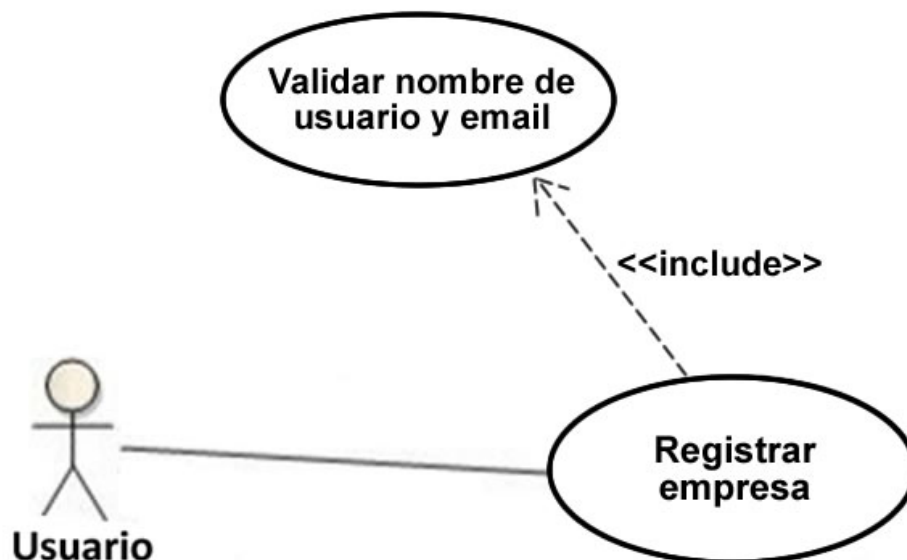 Validar nombre de
usuario y email
<<include>>
Registrar
empresa
Usuario